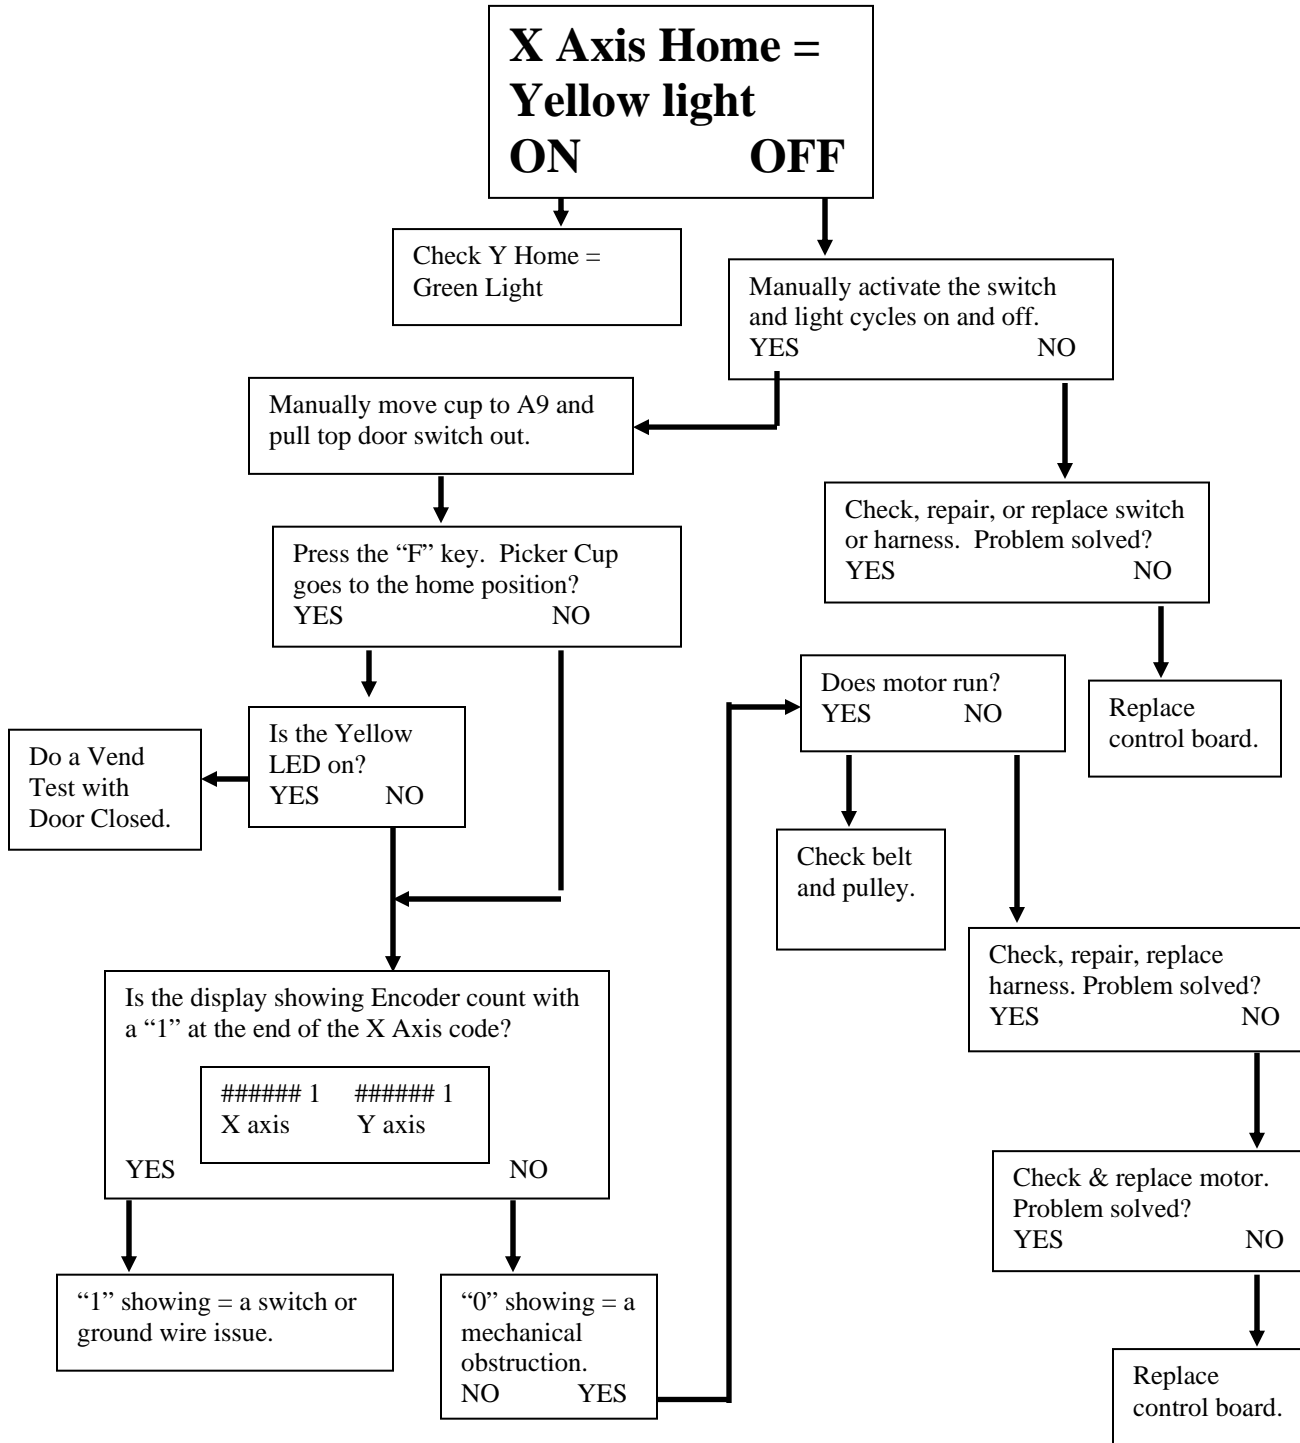 X Axis Home =
Yellow light
ON OFF
Check Y Home =
Green Light
Manually activate the switch
and light cycles on and off.
YES NO
Manually move cup to A9 and
pull top door switch out.
Check, repair, or replace switch
or harness. Problem solved?
YES NO
Press the “F” key. Picker Cup
goes to the home position?
YES NO
Does motor run?
YES NO
Replace
control board.
Is the Yellow
LED on?
YES NO
Do a Vend
Test with
Door Closed.
Check belt
and pulley.
Check, repair, replace
harness. Problem solved?
YES NO
Is the display showing Encoder count with
a “1” at the end of the X Axis code?
###### 1 ###### 1
X axis Y axis
YES NO
Check & replace motor.
Problem solved?
YES NO
“1” showing = a switch or
ground wire issue.
“0” showing = a
mechanical
obstruction.
NO YES
Replace
control board.